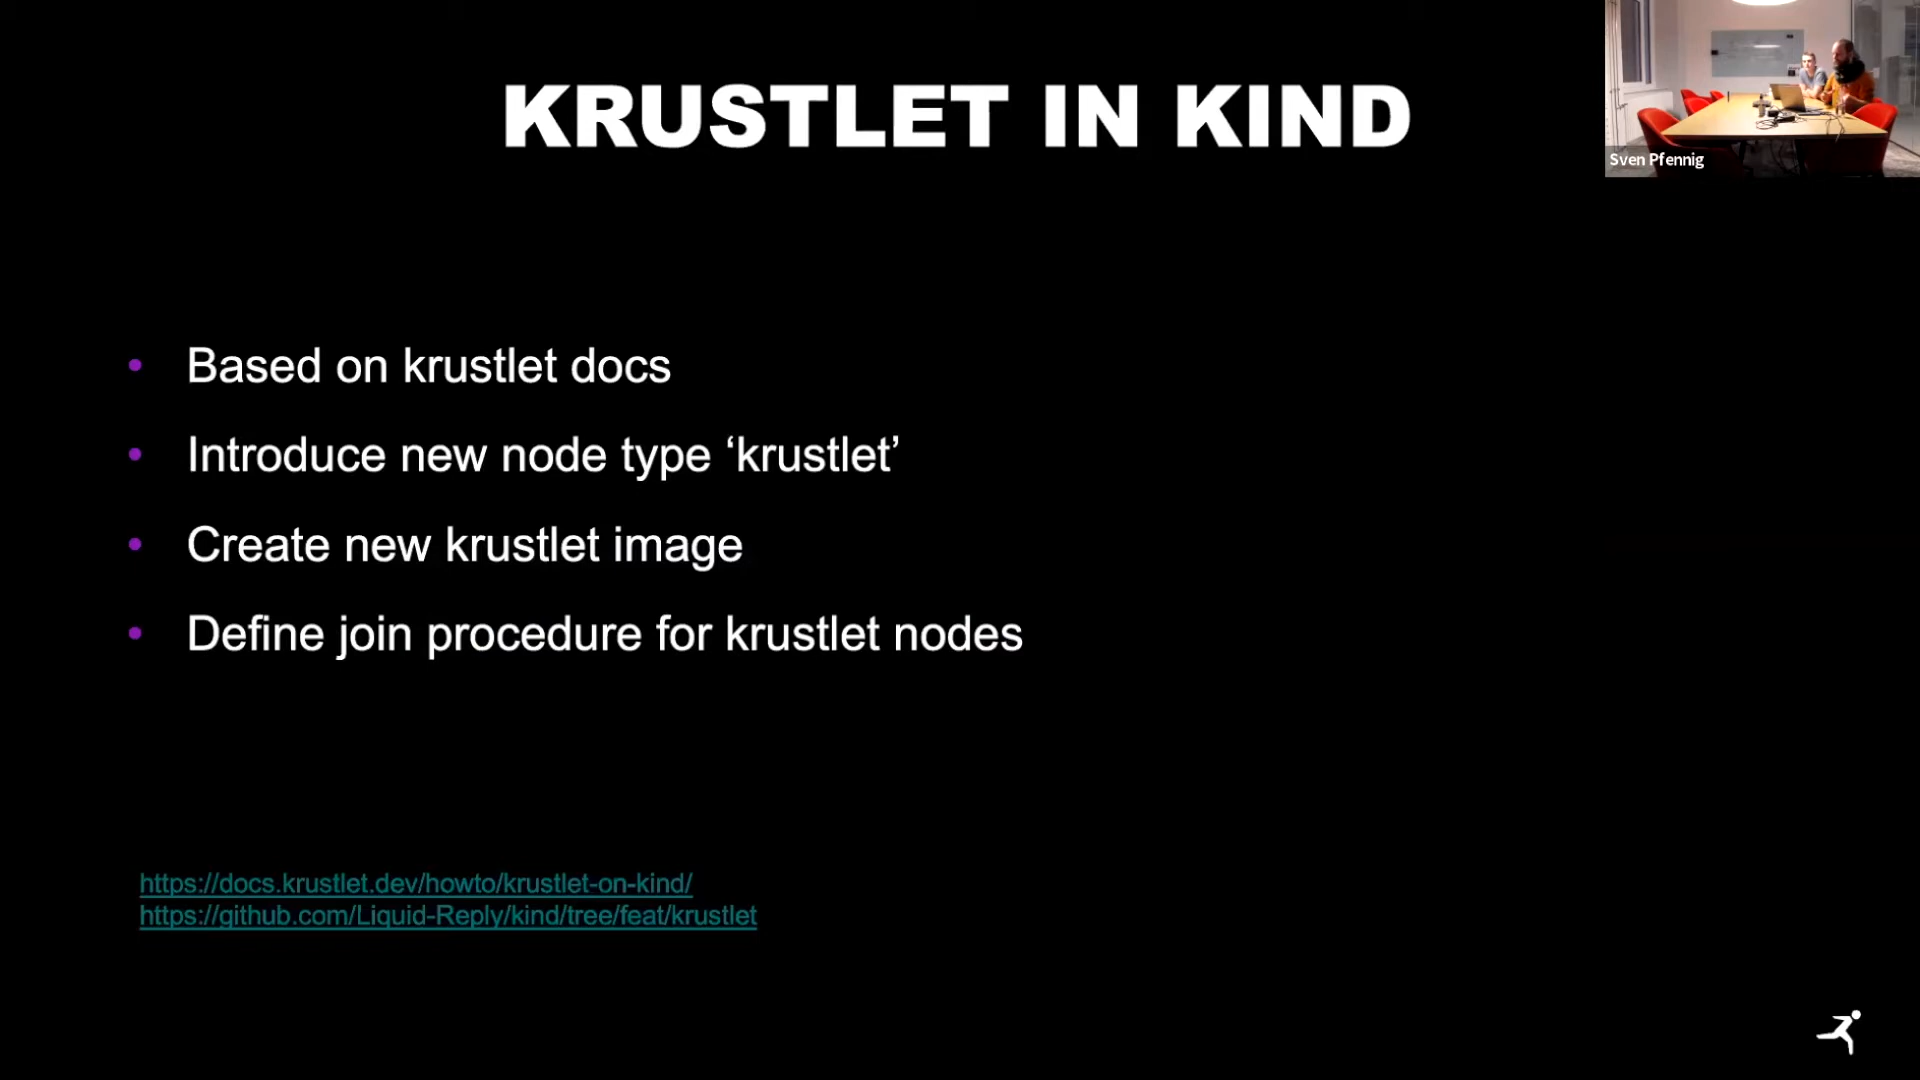 KRUSTLET IN KIND
Sven Pfennig
• Based on krustlet docs
• Introduce new node type ‘krustlet’
• Create new krustlet image
• Define join procedure for krustlet nodes
https://docs.krustlet.dev/howto/krustlet-on-kind/
https://github.com/Liquid-Reply/kind/tree/feat/krustlet